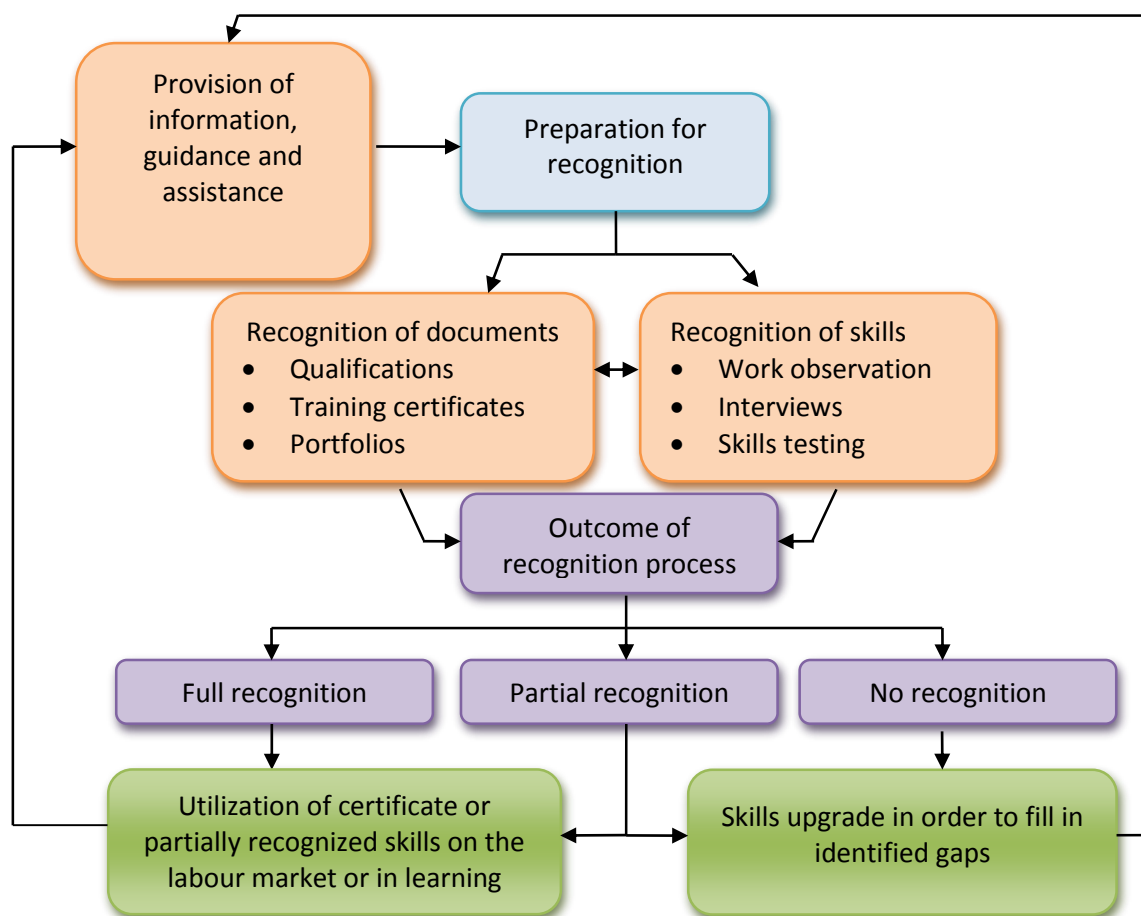 Provision of
information,
guidance and
assistance
Preparation for
recognition
Recognition of documents
• Qualifications
• Training certificates
• Portfolios
Recognition of skills
• Work observation
• Interviews
• Skills testing
Outcome of
recognition process
Full recognition
Partial recognition
No recognition
Utilization of certificate or
partially recognized skills on the
labour market or in learning
Skills upgrade in order to fill in
identified gaps